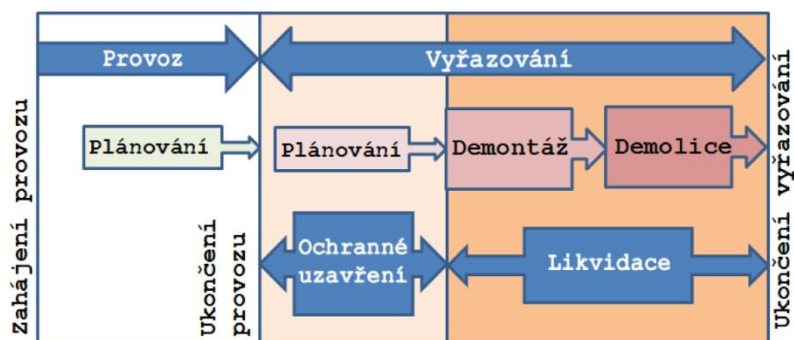 Provoz
Vyřazování
Plánování
Plánování
Demontáž
Demolice
Ochranné
uzavření
Likvidace
Zahájení provozu
Ukončení
provozu
Ukončení vyřazování